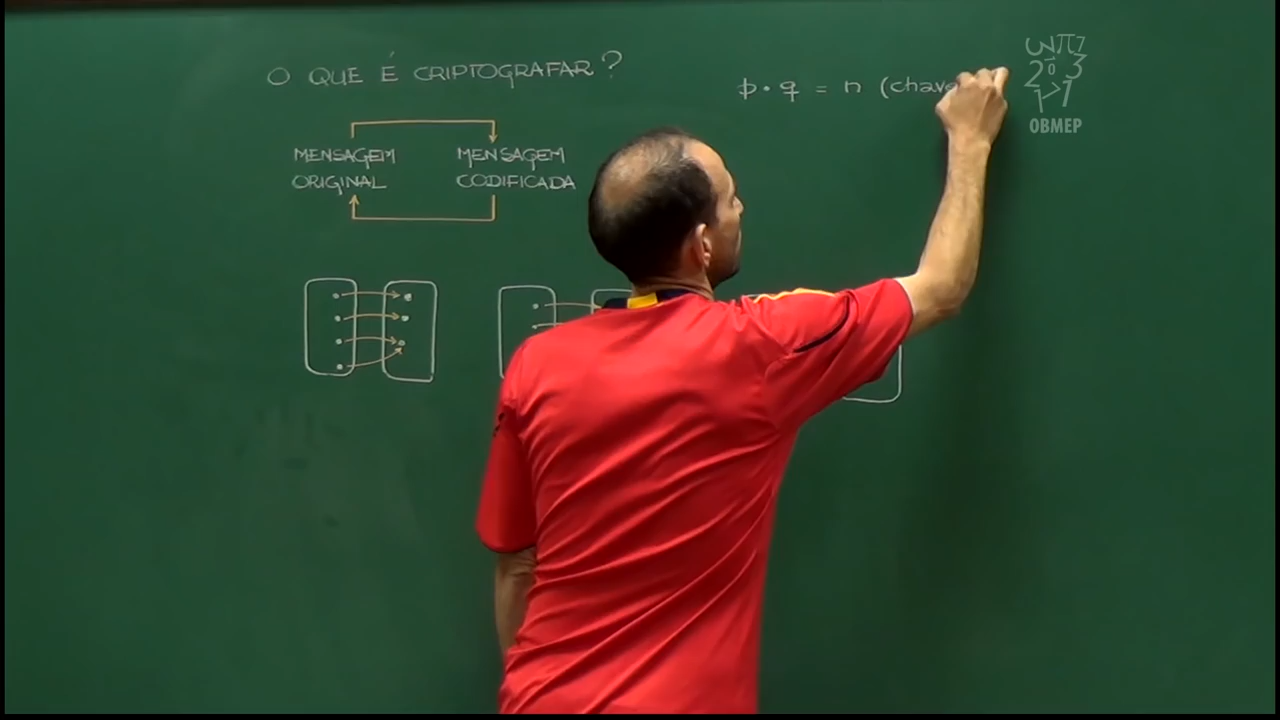 O QUE É CRIPTOGRAFAR?
MENSAGEM
ORIGINAL
MENSAGEM
CODIFICADA
p · q = n (chave
OBMEP